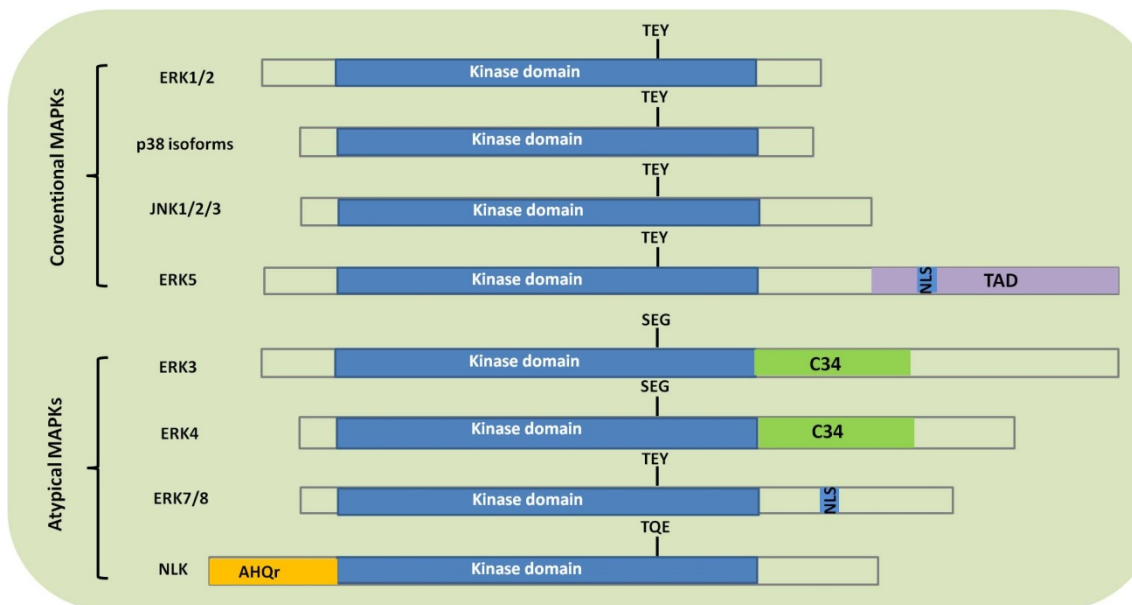 Conventional MAPKs
TEY
ERK1/2
Kinase domain
TEY
p38 isoforms
Kinase domain
TEY
JNK1/2/3
Kinase domain
TEY
ERK5
Kinase domain
NLS
TAD
Atypical MAPKs
SEG
ERK3
Kinase domain
C34
SEG
ERK4
Kinase domain
C34
TEY
ERK7/8
Kinase domain
NLS
TQE
NLK
AHQr
Kinase domain